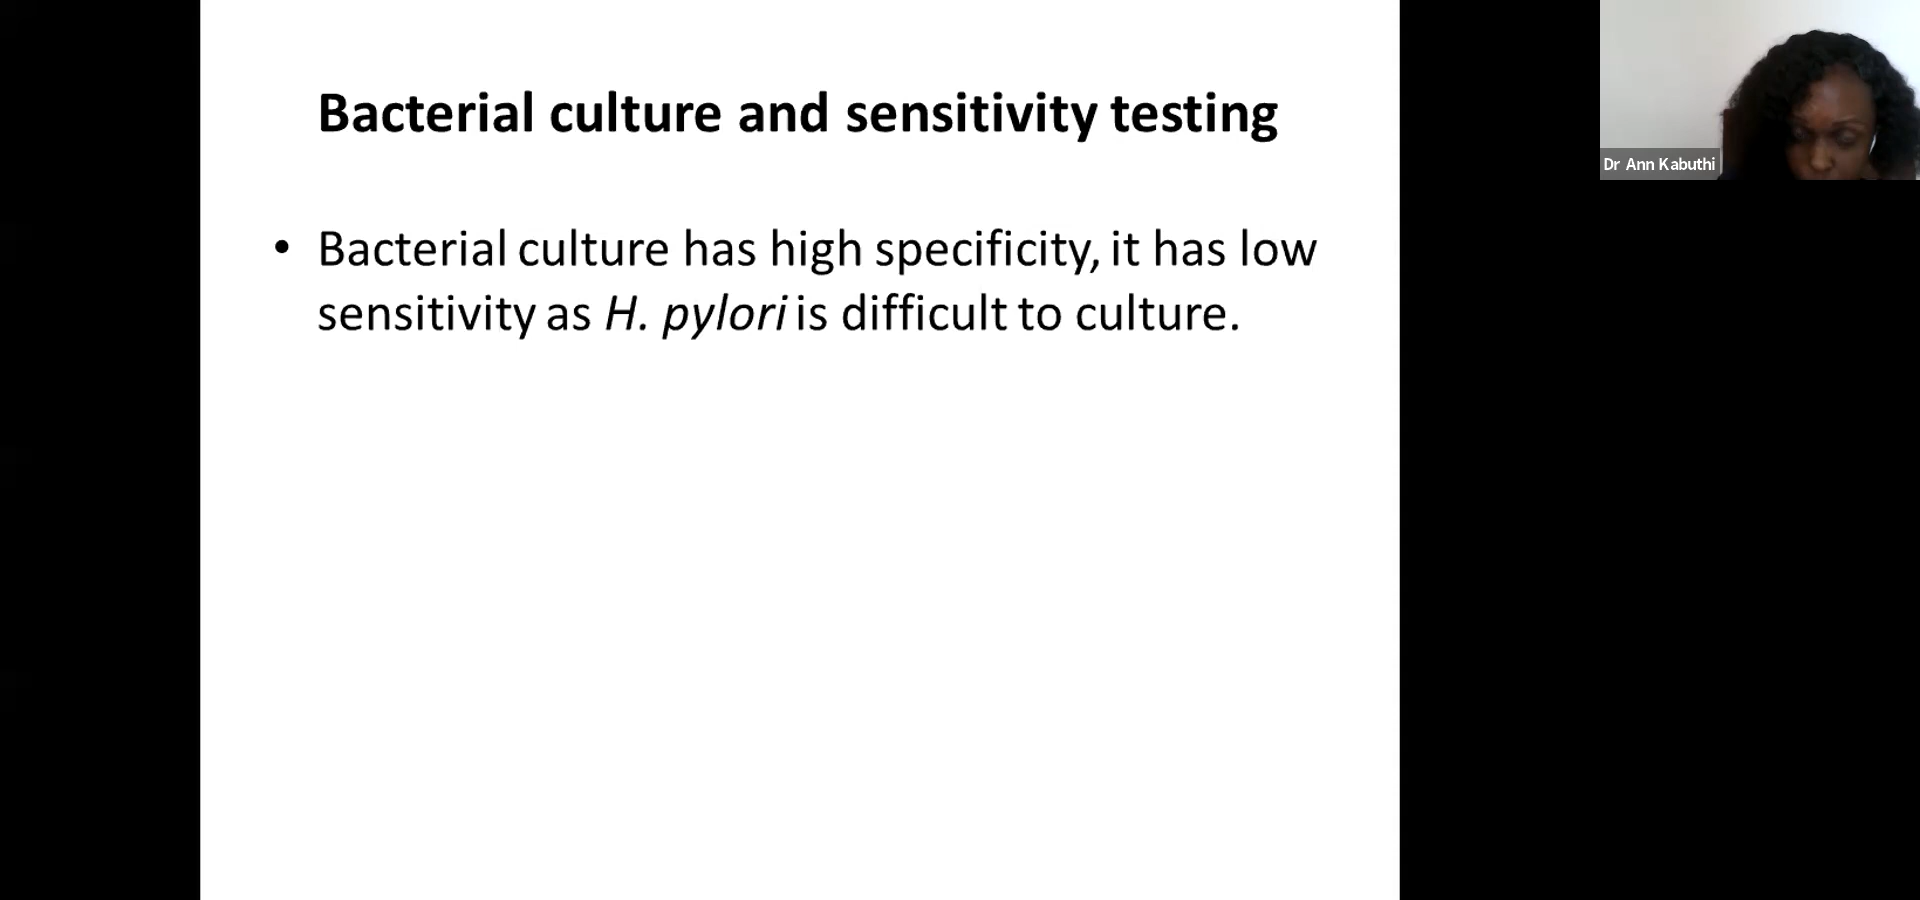 Bacterial culture and sensitivity testing
• Bacterial culture has high specificity, it has low
sensitivity as H. pylori is difficult to culture.
Dr Ann Kabuthi